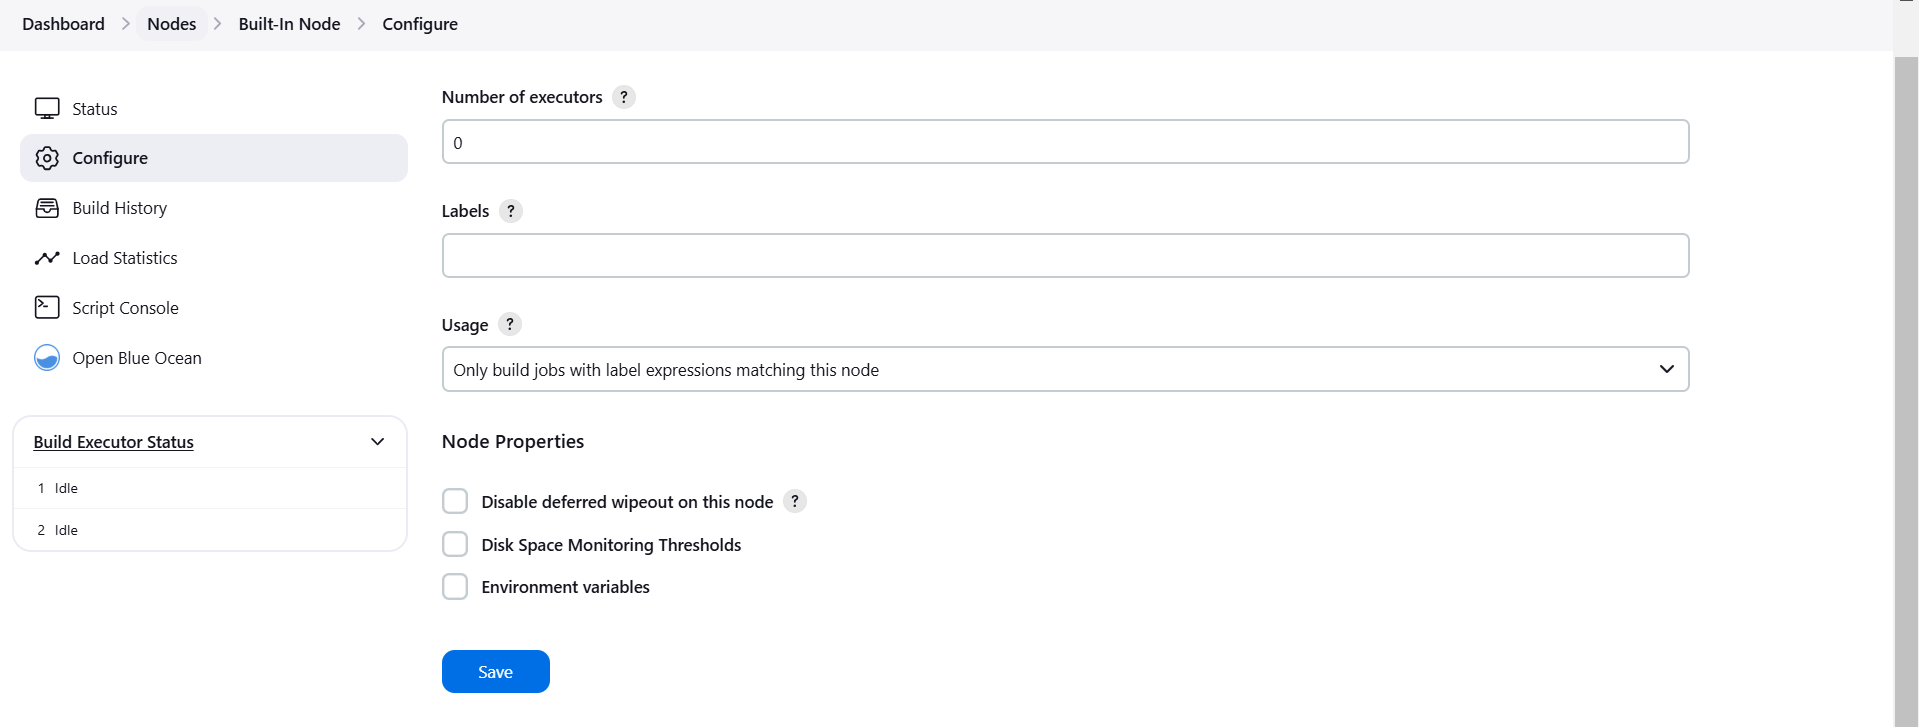 Dashboard > Nodes > Built-In Node > Configure
Status
Configure
Build History
Load Statistics
Script Console
Open Blue Ocean
Build Executor Status
1 Idle
2 Idle
Number of executors ?
0
Labels ?
Usage ?
Only build jobs with label expressions matching this node
Node Properties
Disable deferred wipeout on this node ?
Disk Space Monitoring Thresholds
Environment variables
Save